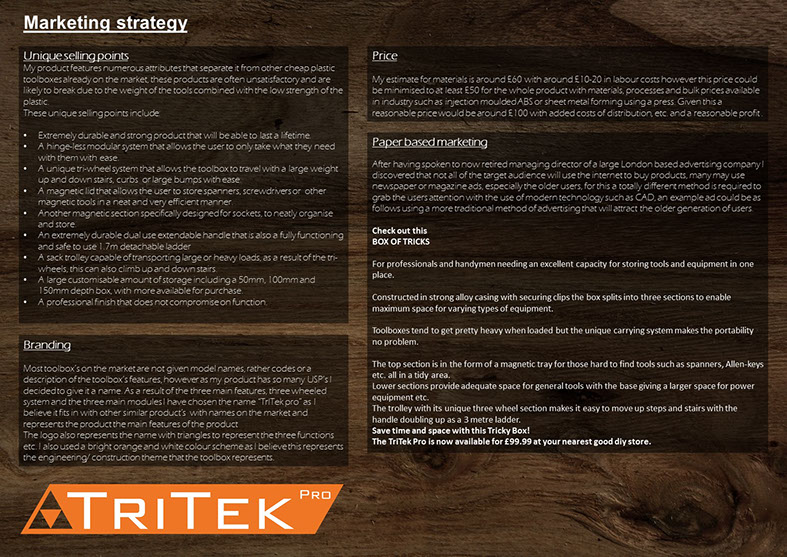 Marketing strategy
Unique selling points
My product features numerous attributes that separate it from other cheap plastic
toolboxes already on the market, these products are often unsatisfactory and are
likely to break due to the weight of the tools combined with the low strength of the
plastic.
These unique selling points include:
• Extremely durable and strong product that will be able to last a lifetime.
• A hinge-less modular system that allows the user to only take what they need
with them with ease.
• A unique tri-wheel system that allows the toolbox to travel with a large weight
up and down stairs, curbs or large bumps with ease.
• A magnetic lid that allows the user to store spanners, screwdrivers or other
magnetic tools in a neat and very efficient manner.
• Another magnetic section specifically designed for sockets, to neatly organise
and store.
• An extremely durable dual use extendable handle that is also a fully functioning
and safe to use 1.7m detachable ladder
• A sack trolley capable of transporting large or heavy loads, as a result of the tri-
wheels, this can also climb up and down stairs.
• A large customisable amount of storage including a 50mm, 100mm and
150mm depth box, with more available for purchase.
• A professional finish that does not compromise on function.
Branding
Most toolbox's on the market are not given model names, rather codes or a
description of the toolbox's features, however as my product has so many USP's I
decided to give it a name. As a result of the three main features, three wheeled
system and the three main modules I have chosen the name "TriTek pro" as I
believe it fits in with other similar product's with names on the market and
represents the product the main features of the product
The logo also represents the name with triangles to represent the three functions
etc. I also used a bright orange and white colour scheme as I believe this represents
the engineering/ construction theme that the toolbox represents.
TRITEK PRO
Price
My estimate for materials is around £60 with around £10-20 in labour costs however this price could
be minimised to at least £50 for the whole product with materials, processes and bulk prices available
in industry such as injection moulded ABS or sheet metal forming using a press. Given this a
reasonable price would be around £100 with added costs of distribution, etc. and a reasonable profit.
Paper based marketing
After having spoken to now retired managing director of a large London based advertising company I
discovered that not all of the target audience will use the internet to buy products, many may use
newspaper or magazine ads, especially the older users, for this a totally different method is required to
grab the users attention with the use of modern technology such as CAD, an example ad could be as
follows using a more traditional method of advertising that will attract the older generation of users.
Check out this
BOX OF TRICKS
For professionals and handymen needing an excellent capacity for storing tools and equipment in one
place.
Constructed in strong alloy casing with securing clips the box splits into three sections to enable
maximum space for varying types of equipment.
Toolboxes tend to get pretty heavy when loaded but the unique carrying system makes the portability
no problem.
The top section is in the form of a magnetic tray for those hard to find tools such as spanners, Allen-keys
etc. all in a tidy area.
Lower sections provide adequate space for general tools with the base giving a larger space for power
equipment etc.
The trolley with its unique three wheel section makes it easy to move up steps and stairs with the
handle doubling up as a 3 metre ladder.
Save time and space with this Tricky Box!
The TriTek Pro is now available for £99.99 at your nearest good diy store.